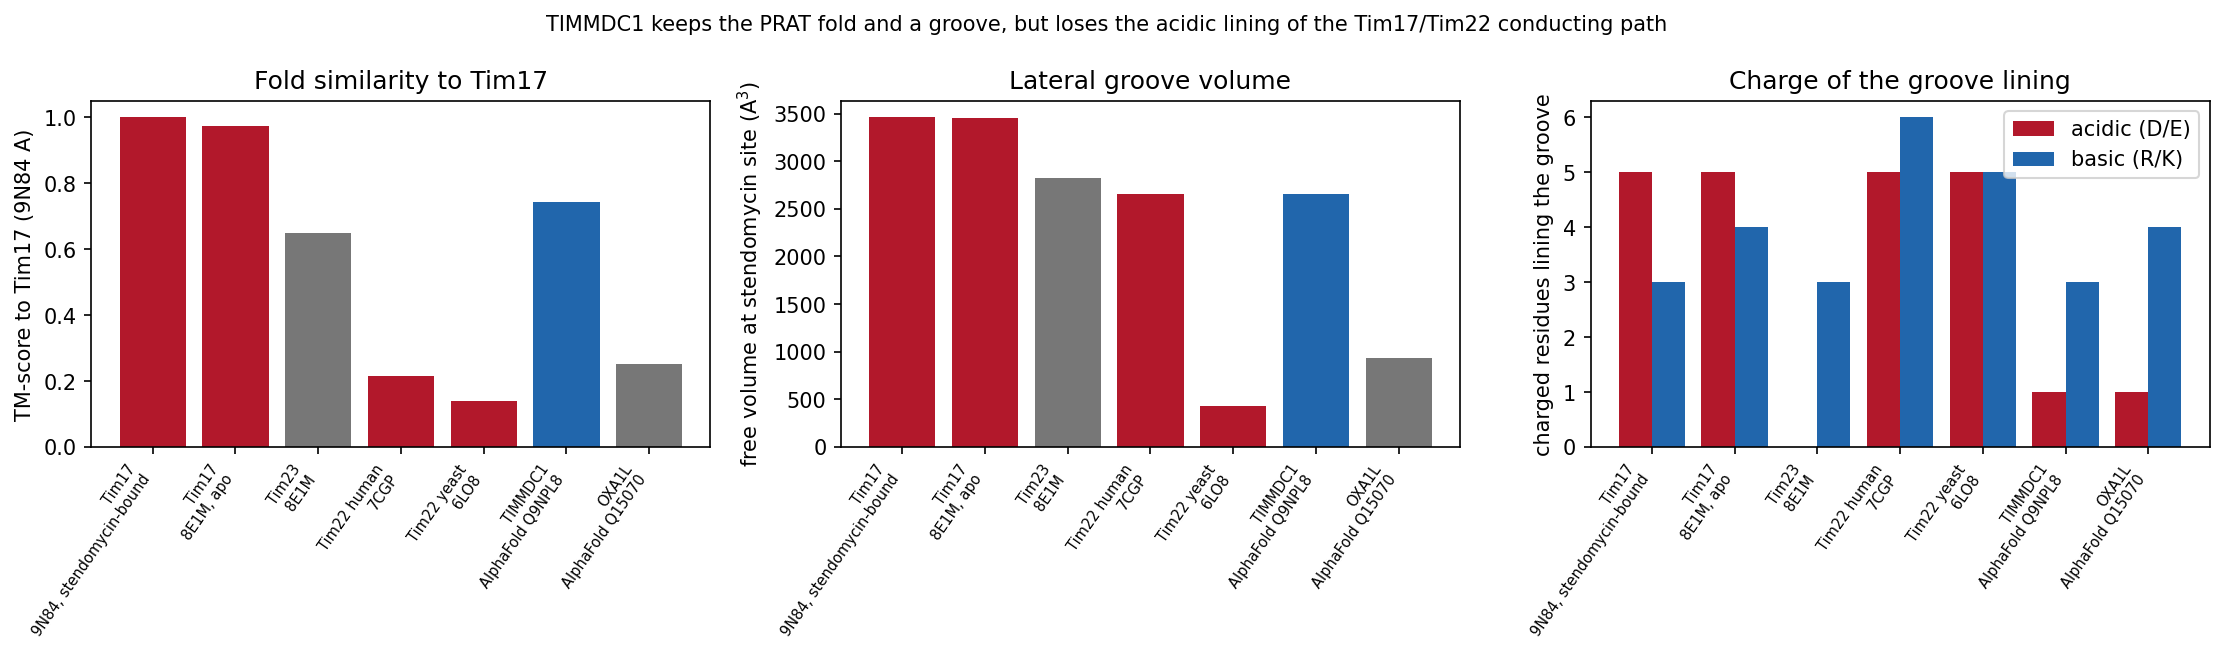 TIMMDC1 keeps the PRAT fold and a groove, but loses the acidic lining of the Tim17/Tim22 conducting path
Fold similarity to Tim17
TM-score to Tim17 (9N84 A)
1.0
0.8
0.6
0.4
0.2
0.0
Tim17
9N84, stendomycin-bound
Tim17
8E1M, apo
Tim23
8E1M
Tim22 human
7CGP
Tim22 yeast
6LO8
TIMMDC1
AlphaFold Q9NPL8
OXA1L
AlphaFold Q15070
Lateral groove volume
free volume at stendomycin site (A³)
3500
3000
2500
2000
1500
1000
500
0
Tim17
9N84, stendomycin-bound
Tim17
8E1M, apo
Tim23
8E1M
Tim22 human
7CGP
Tim22 yeast
6LO8
TIMMDC1
AlphaFold Q9NPL8
OXA1L
AlphaFold Q15070
Charge of the groove lining
charged residues lining the groove
6
5
4
3
2
1
0
acidic (D/E)
basic (R/K)
Tim17
9N84, stendomycin-bound
Tim17
8E1M, apo
Tim23
8E1M
Tim22 human
7CGP
Tim22 yeast
6LO8
TIMMDC1
AlphaFold Q9NPL8
OXA1L
AlphaFold Q15070